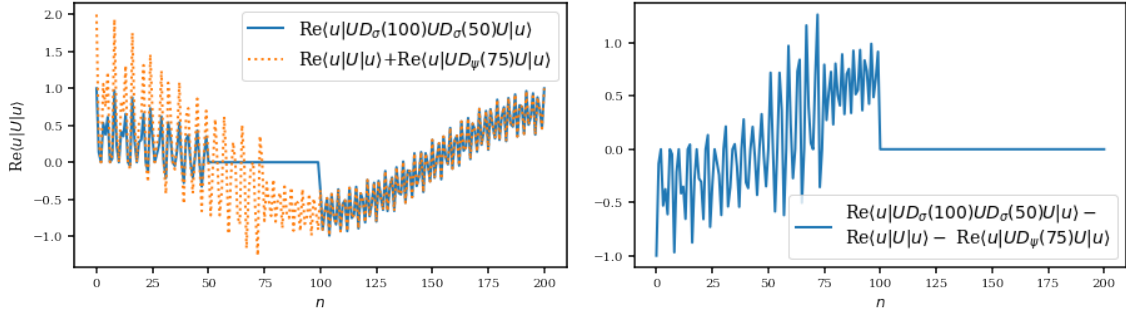 Re⟨u|U|u⟩
2.0
1.5
1.0
0.5
0.0
−0.5
−1.0
Re⟨u|UD_σ(100)UD_σ(50)U|u⟩
Re⟨u|U|u⟩+Re⟨u|UD_ψ(75)U|u⟩
0 25 50 75 100 125 150 175 200
n
1.0
0.5
0.0
−0.5
−1.0
Re⟨u|UD_σ(100)UD_σ(50)U|u⟩ −
Re⟨u|U|u⟩ − Re⟨u|UD_ψ(75)U|u⟩
0 25 50 75 100 125 150 175 200
n